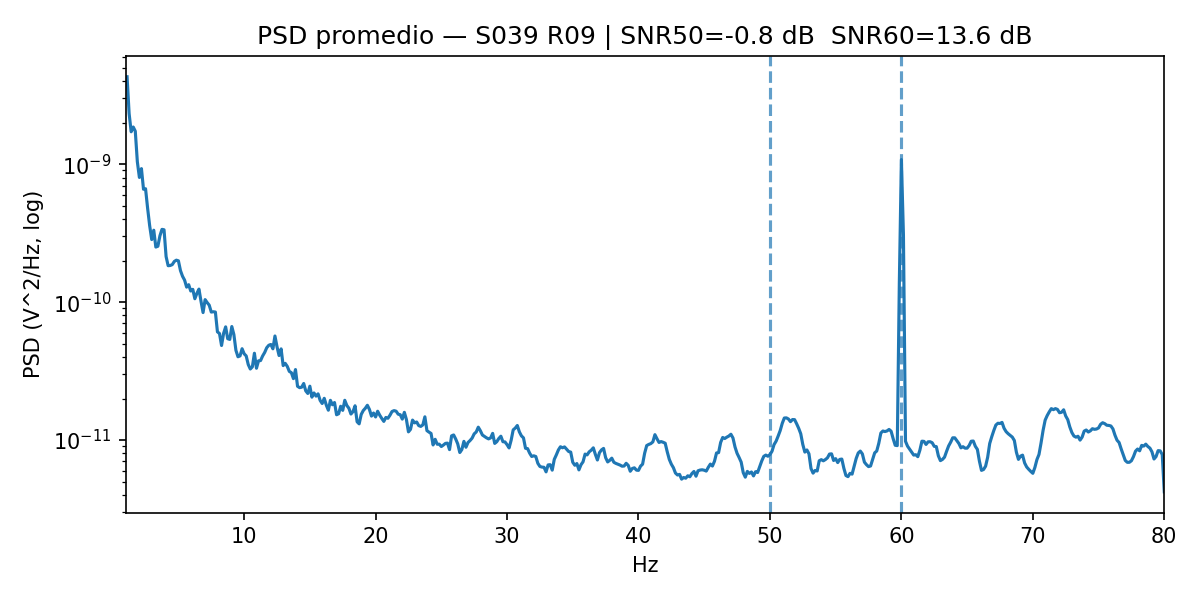 PSD promedio — S039 R09 | SNR50=-0.8 dB  SNR60=13.6 dB
PSD (V^2/Hz, log)
10⁻⁹
10⁻¹⁰
10⁻¹¹
10 20 30 40 50 60 70 80
Hz